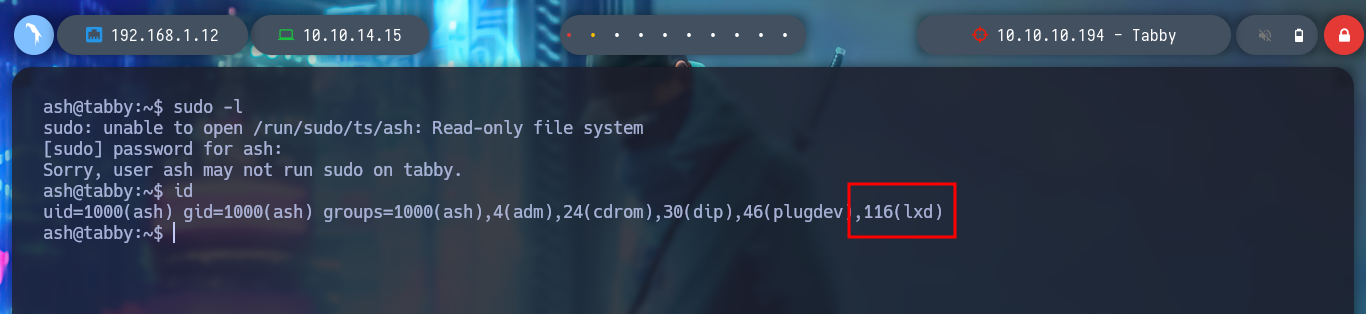 192.168.1.12 10.10.14.15 10.10.10.194 - Tabby
ash@tabby:~$ sudo -l
sudo: unable to open /run/sudo/ts/ash: Read-only file system
[sudo] password for ash:
Sorry, user ash may not run sudo on tabby.
ash@tabby:~$ id
uid=1000(ash) gid=1000(ash) groups=1000(ash),4(adm),24(cdrom),30(dip),46(plugdev),116(lxd)
ash@tabby:~$